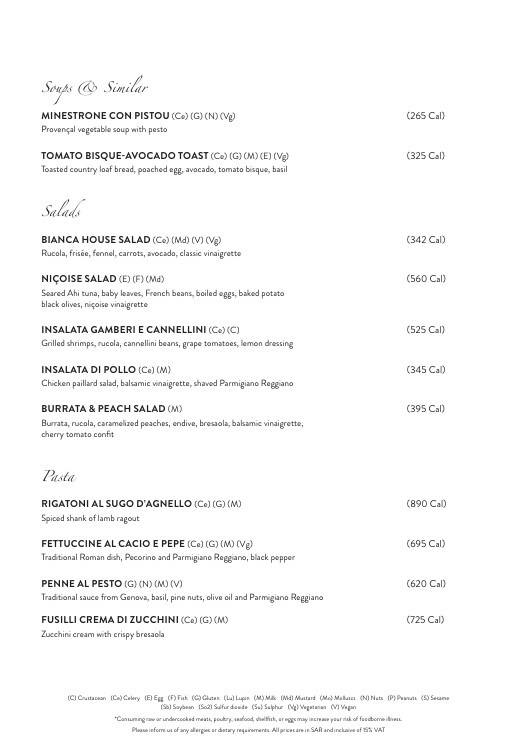 Soups & Similar
MINESTRONE CON PISTOU (Ce) (G) (N) (Vg) (265 Cal)
Provençal vegetable soup with pesto
TOMATO BISQUE-AVOCADO TOAST (Ce) (G) (M) (E) (Vg) (325 Cal)
Toasted country loaf bread, poached egg, avocado, tomato bisque, basil
Salads
BIANCA HOUSE SALAD (Ce) (Md) (V) (Vg) (342 Cal)
Rucola, frisée, fennel, carrots, avocado, classic vinaigrette
NIÇOISE SALAD (E) (F) (Md) (560 Cal)
Seared Ahi tuna, baby leaves, French beans, boiled eggs, baked potato
black olives, niçoise vinaigrette
INSALATA GAMBERI E CANNELLINI (Ce) (C) (525 Cal)
Grilled shrimps, rucola, cannellini beans, grape tomatoes, lemon dressing
INSALATA DI POLLO (Ce) (M) (345 Cal)
Chicken paillard salad, balsamic vinaigrette, shaved Parmigiano Reggiano
BURRATA & PEACH SALAD (M) (395 Cal)
Burrata, rucola, caramelized peaches, endive, bresaola, balsamic vinaigrette,
cherry tomato confit
Pasta
RIGATONI AL SUGO D'AGNELLO (Ce) (G) (M) (890 Cal)
Spiced shank of lamb ragout
FETTUCCINE AL CACIO E PEPE (Ce) (G) (M) (Vg) (695 Cal)
Traditional Roman dish, Pecorino and Parmigiano Reggiano, black pepper
PENNE AL PESTO (G) (N) (M) (V) (620 Cal)
Traditional sauce from Genova, basil, pine nuts, olive oil and Parmigiano Reggiano
FUSILLI CREMA DI ZUCCHINI (Ce) (G) (M) (725 Cal)
Zucchini cream with crispy bresaola
(C) Crustacean (Ce) Celery (E) Egg (F) Fish (G) Gluten (Lu) Lupin (M) Milk (Md) Mustard (Mo) Molluscs (N) Nuts (P) Peanuts (S) Sesame
(Sb) Soybean (So2) Sulfur dioxide (Su) Sulphur (Vg) Vegetarian (V) Vegan
*Consuming raw or undercooked meats, poultry, seafood, shellfish, or eggs may increase your risk of foodborne illness.
Please inform us of any allergies or dietary requirements. All prices are in SAR and inclusive of 15% VAT